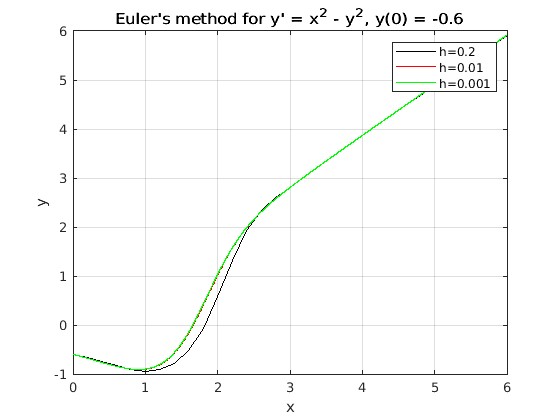 Euler's method for y' = x² - y², y(0) = -0.6
h=0.2
h=0.01
h=0.001
6
5
4
3
2
1
0
-1
y
0 1 2 3 4 5 6
x